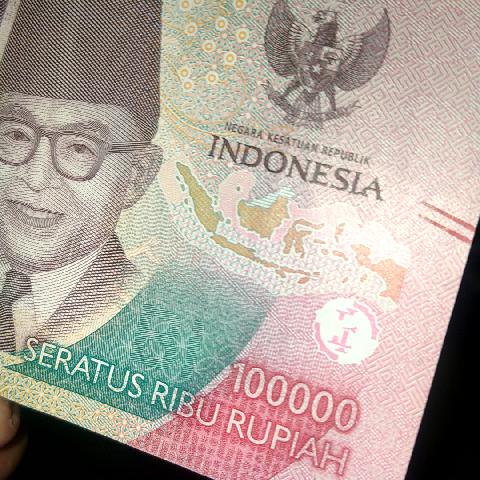 NEGARA KESATUAN REPUBLIK
INDONESIA
100000
SERATUS RIBU RUPIAH